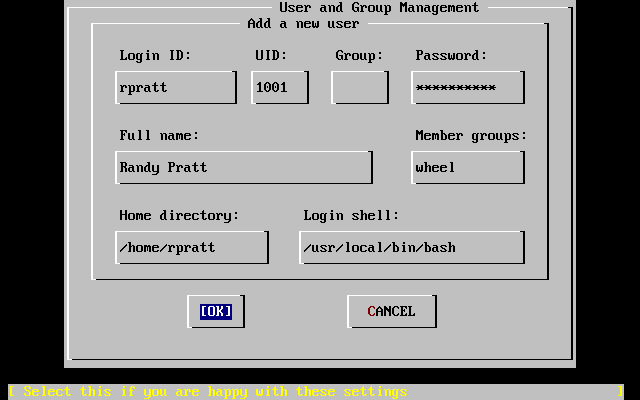 User and Group Management
Add a new user
Login ID: UID: Group: Password:
rpratt 1001 **********
Full name: Member groups:
Randy Pratt wheel
Home directory: Login shell:
/home/rpratt /usr/local/bin/bash
[OK] CANCEL
[ Select this if you are happy with these settings ]